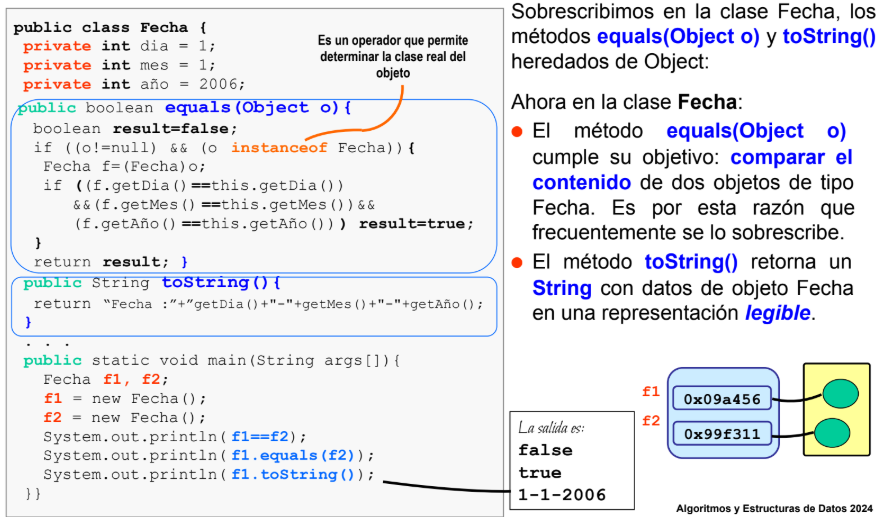 public class Fecha {
private int dia = 1;
private int mes = 1;
private int año = 2006;
Es un operador que permite
determinar la clase real del
objeto
public boolean equals(Object o){
boolean result=false;
if ((o!=null) && (o instanceof Fecha)){
Fecha f=(Fecha)o;
if ((f.getDia()==this.getDia())
&&(f.getMes()==this.getMes())&&
(f.getAño()==this.getAño())) result=true;
}
return result; }
public String toString(){
return “Fecha :”+”getDia()+"-"+getMes()+"-"+getAño();
}
. . .
public static void main(String args[]){
Fecha f1, f2;
f1 = new Fecha();
f2 = new Fecha();
System.out.println(f1==f2);
System.out.println(f1.equals(f2));
System.out.println(f1.toString());
}}
La salida es:
false
true
1-1-2006
Sobrescribimos en la clase Fecha, los
métodos equals(Object o) y toString()
heredados de Object:
Ahora en la clase Fecha:
● El método equals(Object o)
cumple su objetivo: comparar el
contenido de dos objetos de tipo
Fecha. Es por esta razón que
frecuentemente se lo sobrescribe.
● El método toString() retorna un
String con datos de objeto Fecha
en una representación legible.
f1 0x09a456
f2 0x99f311
Algoritmos y Estructuras de Datos 2024